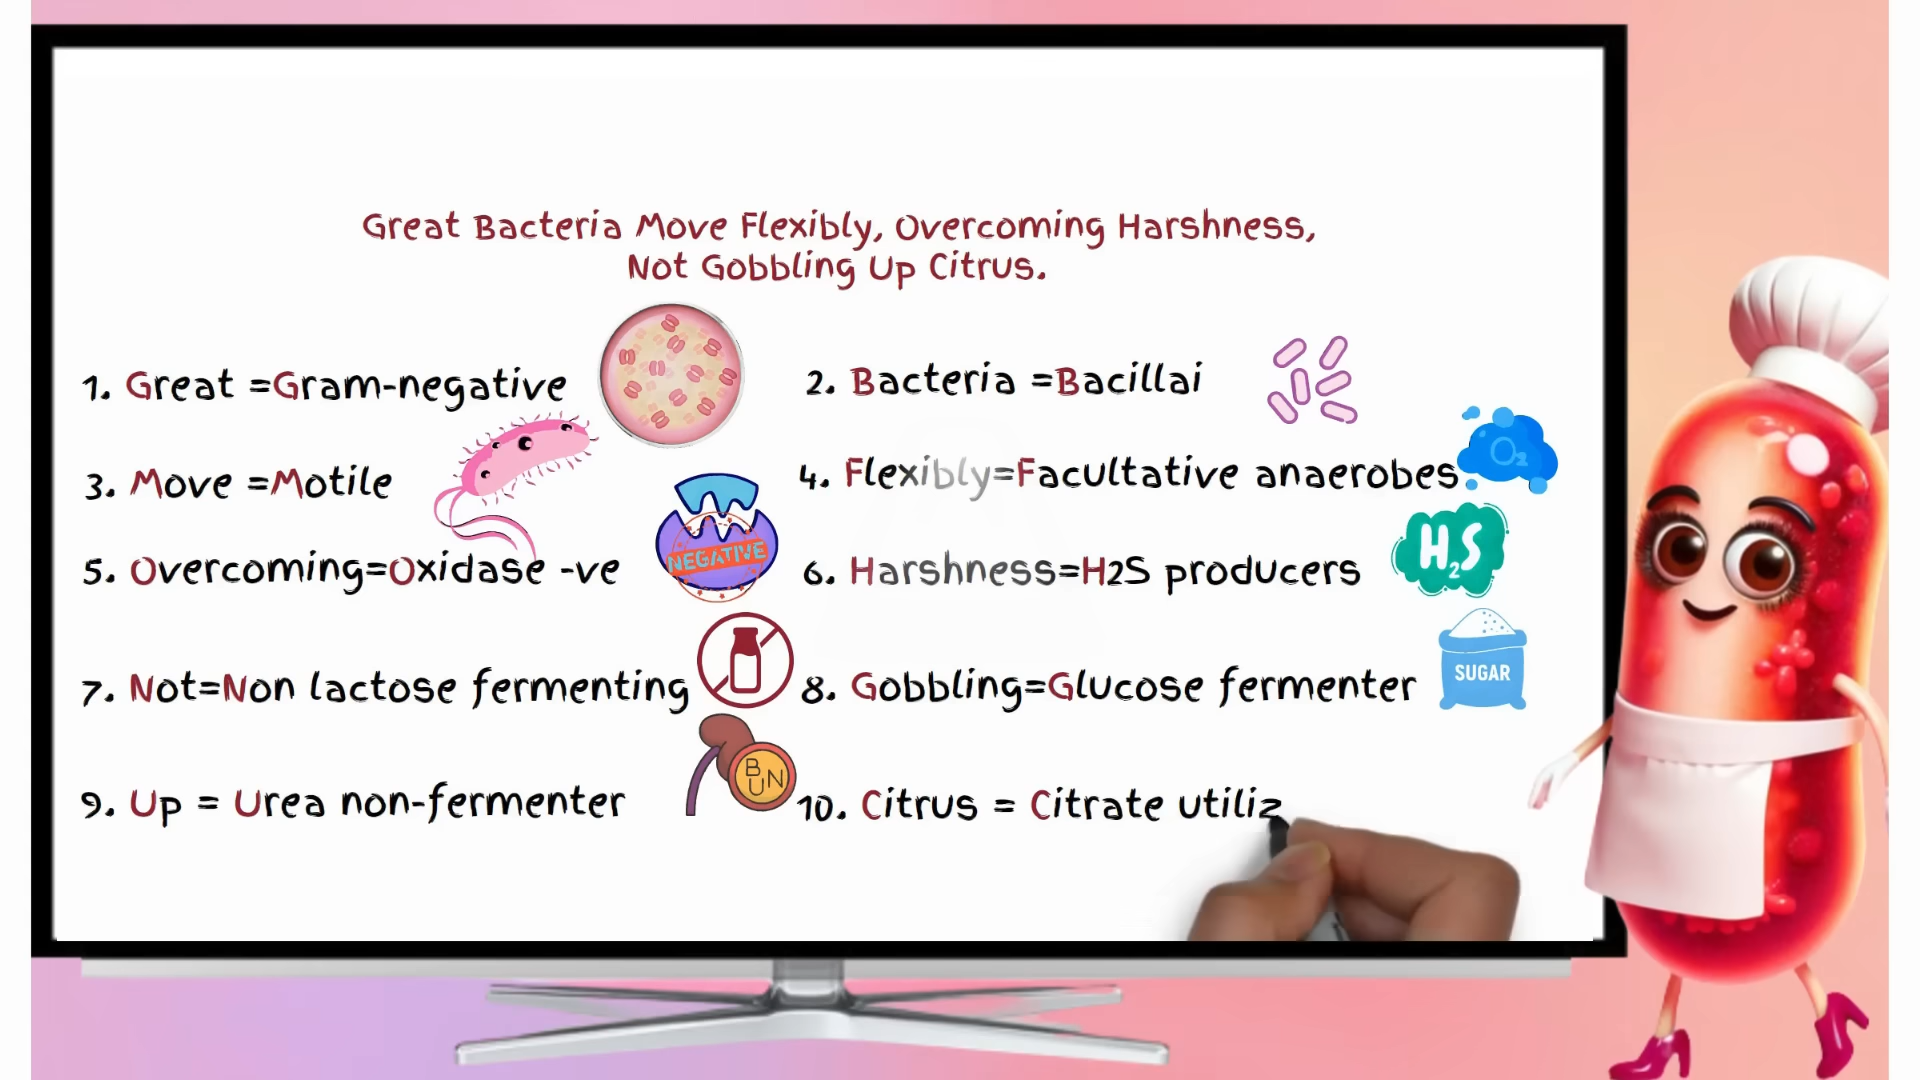 Great Bacteria Move Flexibly, Overcoming Harshness,
Not Gobbling Up Citrus.
1. Great =Gram-negative
2. Bacteria =Bacillai
3. Move =Motile
4. Flexibly=Facultative anaerobes
O2
5. Overcoming=Oxidase -ve
NEGATIVE
6. Harshness=H2S producers
H2S
7. Not=Non lactose fermenting
8. Gobbling=Glucose fermenter
SUGAR
9. Up = Urea non-fermenter
BUN
10. Citrus = Citrate utiliz